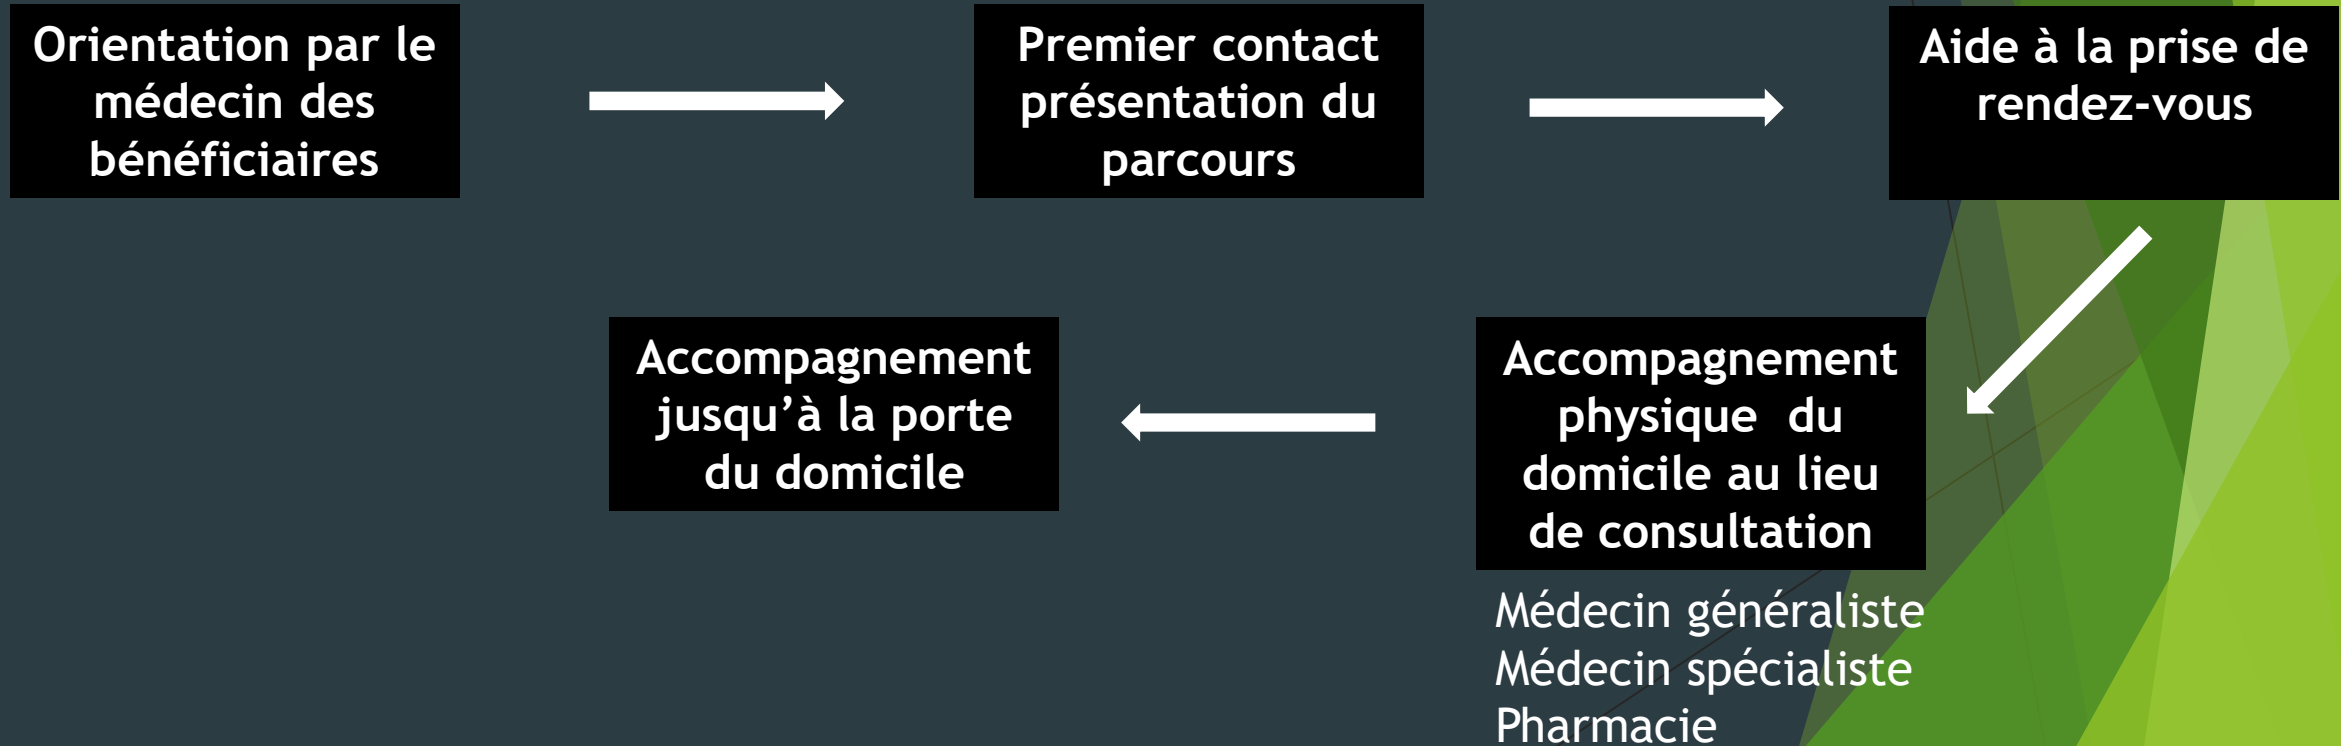 Orientation par le
médecin des
bénéficiaires
Premier contact
présentation du
parcours
Aide à la prise de
rendez-vous
Accompagnement
physique  du
domicile au lieu
de consultation
Médecin généraliste
Médecin spécialiste
Pharmacie
Accompagnement
jusqu’à la porte
du domicile